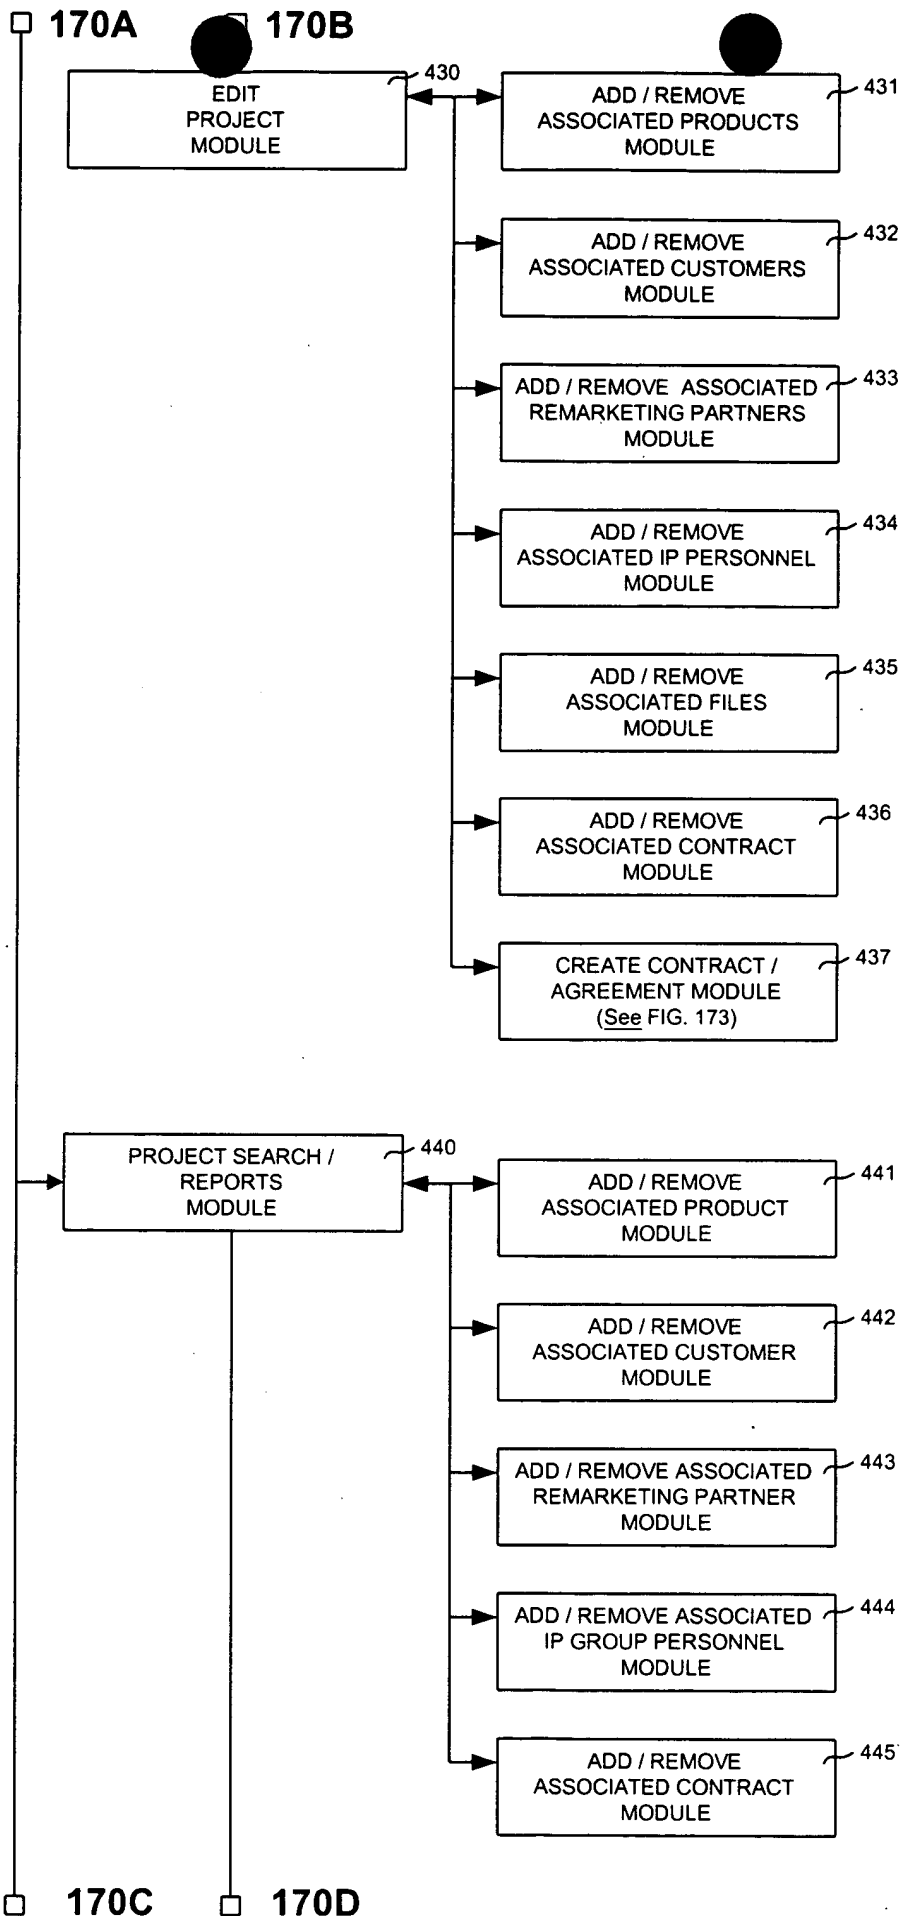 170A
170B
430
EDIT
PROJECT
MODULE
431
ADD / REMOVE
ASSOCIATED PRODUCTS
MODULE
432
ADD / REMOVE
ASSOCIATED CUSTOMERS
MODULE
433
ADD / REMOVE ASSOCIATED
REMARKETING PARTNERS
MODULE
434
ADD / REMOVE
ASSOCIATED IP PERSONNEL
MODULE
435
ADD / REMOVE
ASSOCIATED FILES
MODULE
436
ADD / REMOVE
ASSOCIATED CONTRACT
MODULE
437
CREATE CONTRACT /
AGREEMENT MODULE
(See FIG. 173)
440
PROJECT SEARCH /
REPORTS
MODULE
441
ADD / REMOVE
ASSOCIATED PRODUCT
MODULE
442
ADD / REMOVE
ASSOCIATED CUSTOMER
MODULE
443
ADD / REMOVE ASSOCIATED
REMARKETING PARTNER
MODULE
444
ADD / REMOVE ASSOCIATED
IP GROUP PERSONNEL
MODULE
445
ADD / REMOVE
ASSOCIATED CONTRACT
MODULE
170C
170D